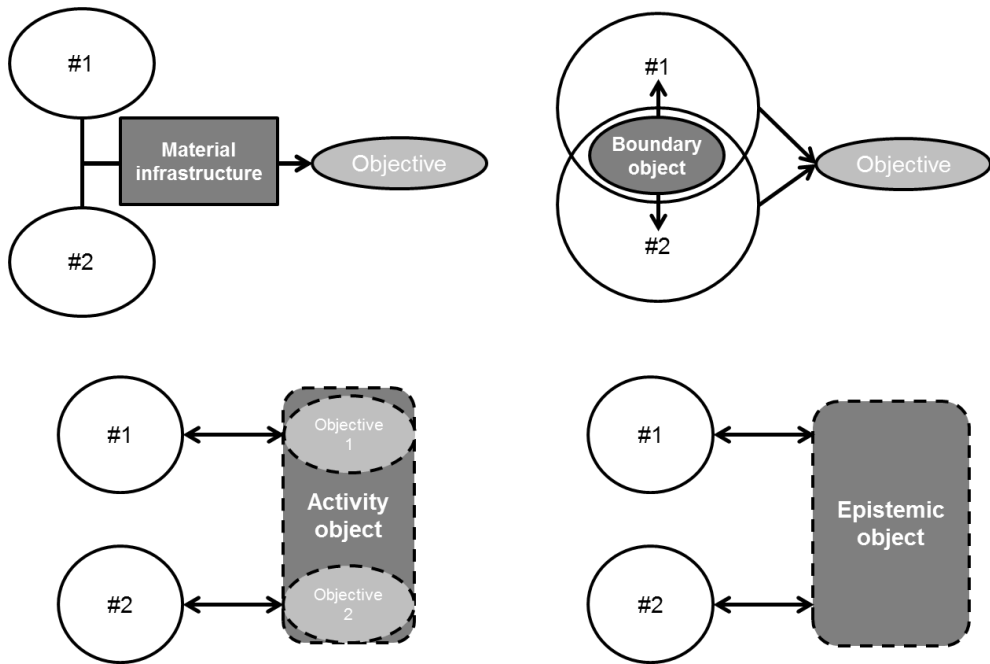 #1
Material
infrastructure
Objective
#2
#1
Boundary
object
Objective
#2
#1
Objective
1
Activity
object
#2
Objective
2
#1
Epistemic
object
#2